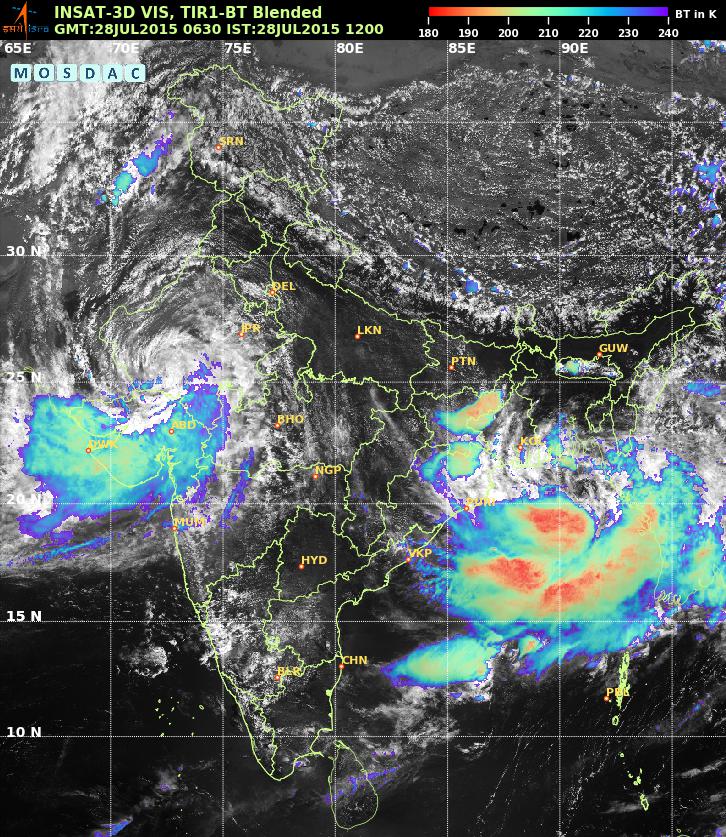 INSAT-3D VIS, TIR1-BT Blended
GMT:28JUL2015 0630 IST:28JUL2015 1200
BT in K
180 190 200 210 220 230 240
65E 70E 75E 80E 85E 90E
MOSDAC
SRN
30 N
DEL
JPR LKN
GUW
PTN
25 N
BHO
ABD
DWK KOL
NGP
20 N
PURI
MUM
VKP
HYD
15 N
CHN
BLR
PBL
10 N